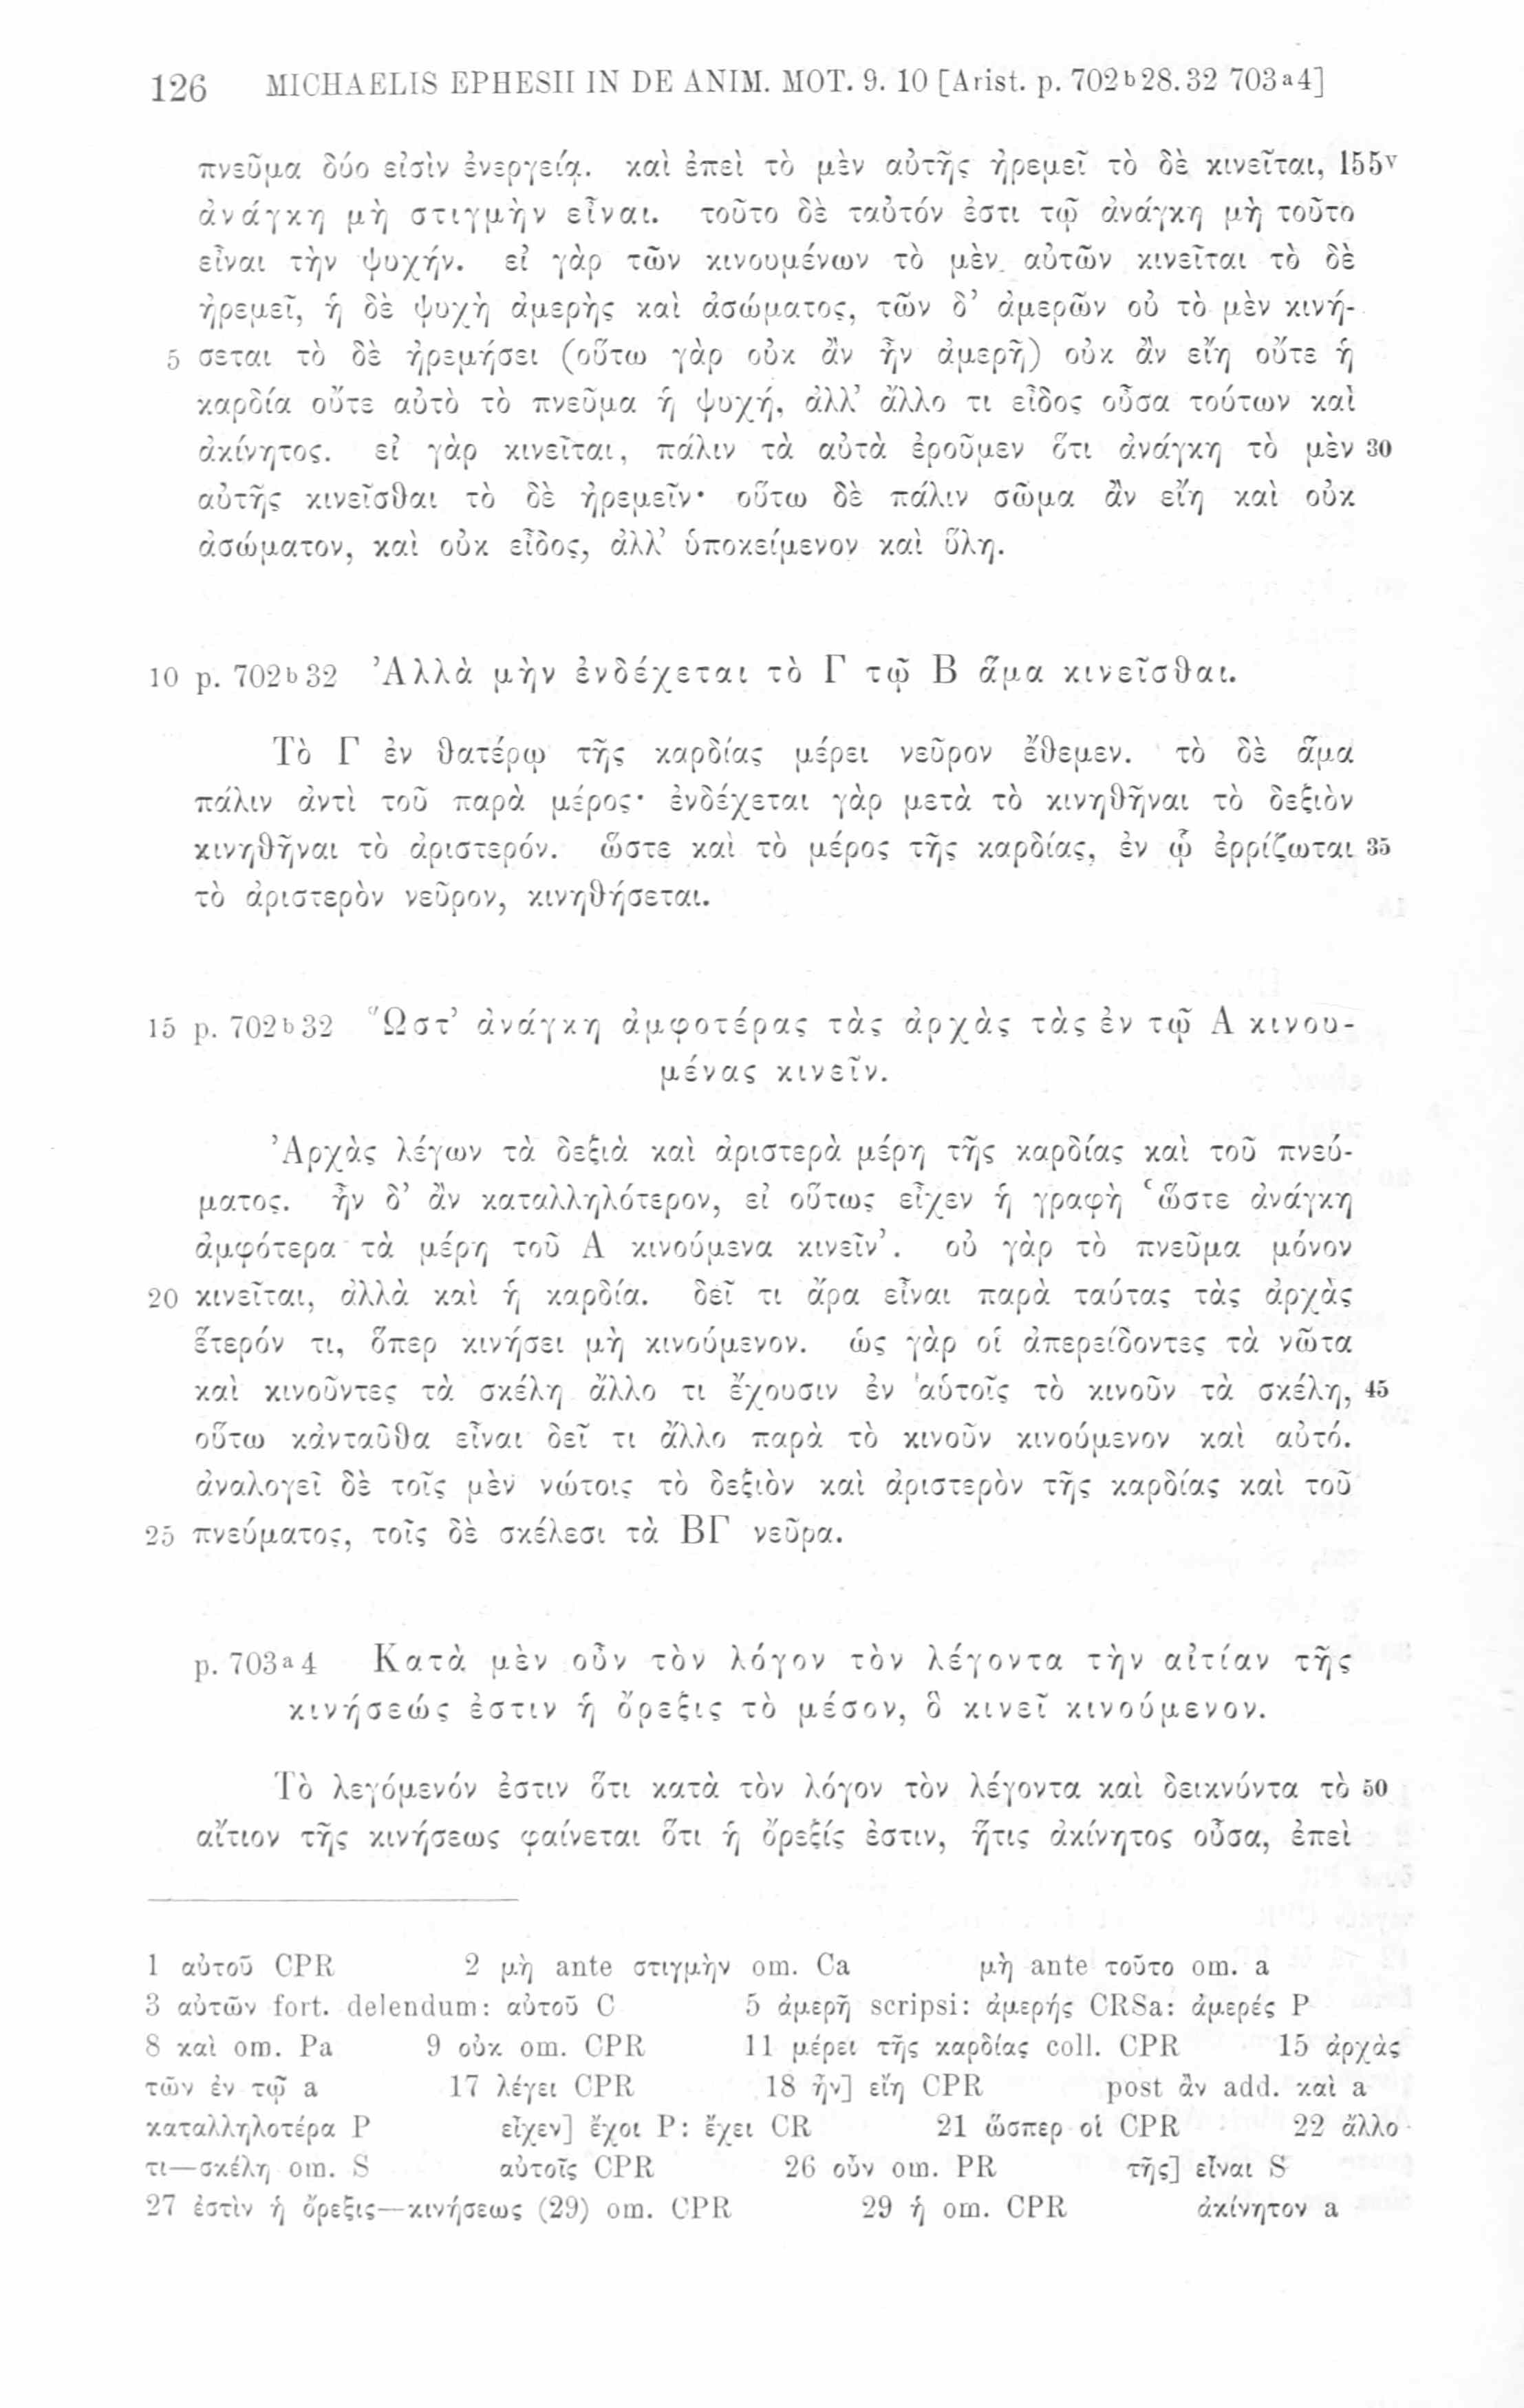 126 MICHAELIS EPHESII IN DE ANIM. MOT. 9. 10 [Arist. p. 702b28.32 703a4]
πνεῦμα δύο εἰσὶν ἐνεργείᾳ. καὶ ἐπεὶ τὸ μὲν αὐτῆς ἠρεμεῖ τὸ δὲ κινεῖται, 155v
ἀνάγκη μὴ στιγμὴν εἶναι. τοῦτο δὲ ταὐτόν ἐστι τῷ ἀνάγκη μὴ τοῦτο
εἶναι τὴν ψυχήν. εἰ γὰρ τῶν κινουμένων τὸ μὲν αὐτῶν κινεῖται τὸ δὲ
ἠρεμεῖ, ἡ δὲ ψυχὴ ἀμερὴς καὶ ἀσώματος, τῶν δ’ ἀμερῶν οὐ τὸ μὲν κινή-
5 σεται τὸ δὲ ἠρεμήσει (οὕτω γὰρ οὐκ ἂν ἦν ἀμερῆ) οὐκ ἂν εἴη οὔτε ἡ
καρδία οὔτε αὐτὸ τὸ πνεῦμα ἡ ψυχή, ἀλλ’ ἄλλο τι εἶδος οὖσα τούτων καὶ
ἀκίνητος. εἰ γὰρ κινεῖται, πάλιν τὰ αὐτὰ ἐροῦμεν ὅτι ἀνάγκη τὸ μὲν 30
αὐτῆς κινεῖσθαι τὸ δὲ ἠρεμεῖν· οὕτω δὲ πάλιν σῶμα ἂν εἴη καὶ οὐκ
ἀσώματον, καὶ οὐκ εἶδος, ἀλλ’ ὑποκείμενον καὶ ὕλη.
10 p. 702b32 Ἀλλὰ μὴν ἐνδέχεται τὸ Γ τῷ Β ἅμα κινεῖσθαι.
Τὸ Γ ἐν θατέρῳ τῆς καρδίας μέρει νεῦρον ἔθεμεν. τὸ δὲ ἅμα
πάλιν ἀντὶ τοῦ παρὰ μέρος· ἐνδέχεται γὰρ μετὰ τὸ κινηθῆναι τὸ δεξιὸν
κινηθῆναι τὸ ἀριστερόν. ὥστε καὶ τὸ μέρος τῆς καρδίας, ἐν ᾧ ἐρρίζωται 35
τὸ ἀριστερὸν νεῦρον, κινηθήσεται.
15 p. 702b32 Ὥστ’ ἀνάγκη ἀμφοτέρας τὰς ἀρχὰς τὰς ἐν τῷ Α κινου-
μένας κινεῖν.
Ἀρχὰς λέγων τὰ δεξιὰ καὶ ἀριστερὰ μέρη τῆς καρδίας καὶ τοῦ πνεύ-
ματος. ἦν δ’ ἂν καταλληλότερον, εἰ οὕτως εἶχεν ἡ γραφὴ ‘ὥστε ἀνάγκη
ἀμφότερα τὰ μέρη τοῦ Α κινούμενα κινεῖν’. οὐ γὰρ τὸ πνεῦμα μόνον
20 κινεῖται, ἀλλὰ καὶ ἡ καρδία. δεῖ τι ἄρα εἶναι παρὰ ταύτας τὰς ἀρχὰς
ἕτερόν τι, ὅπερ κινήσει μὴ κινούμενον. ὡς γὰρ οἱ ἀπερείδοντες τὰ νῶτα
καὶ κινοῦντες τὰ σκέλη ἄλλο τι ἔχουσιν ἐν αὑτοῖς τὸ κινοῦν τὰ σκέλη, 45
οὕτω κἀνταῦθα εἶναι δεῖ τι ἄλλο παρὰ τὸ κινοῦν κινούμενον καὶ αὐτό.
ἀναλογεῖ δὲ τοῖς μὲν νώτοις τὸ δεξιὸν καὶ ἀριστερὸν τῆς καρδίας καὶ τοῦ
25 πνεύματος, τοῖς δὲ σκέλεσι τὰ ΒΓ νεῦρα.
p. 703a4 Κατὰ μὲν οὖν τὸν λόγον τὸν λέγοντα τὴν αἰτίαν τῆς
κινήσεώς ἐστιν ἡ ὄρεξις τὸ μέσον, ὃ κινεῖ κινούμενον.
Τὸ λεγόμενόν ἐστιν ὅτι κατὰ τὸν λόγον τὸν λέγοντα καὶ δεικνύντα τὸ 50
αἴτιον τῆς κινήσεως φαίνεται ὅτι ἡ ὄρεξίς ἐστιν, ἥτις ἀκίνητος οὖσα, ἐπεὶ
1 αὐτοῦ CPR 2 μὴ ante στιγμὴν om. Ca μὴ ante τοῦτο om. a
3 αὐτῶν fort. delendum: αὐτοῦ C 5 ἀμερῆ scripsi: ἀμερής CRSa: ἀμερές P
8 καὶ om. Pa 9 οὐκ om. CPR 11 μέρει τῆς καρδίας coll. CPR 15 ἀρχὰς
τῶν ἐν τῷ a 17 λέγει CPR 18 ἦν] εἴη CPR post ἂν add. καὶ a
καταλληλοτέρα P εἶχεν] ἔχοι P: ἔχει CR 21 ὥσπερ οἱ CPR 22 ἄλλο
τι—σκέλη om. S αὐτοῖς CPR 26 οὖν om. PR τῆς] εἶναι S
27 ἐστὶν ἡ ὄρεξις—κινήσεως (29) om. CPR 29 ἡ om. CPR ἀκίνητον a